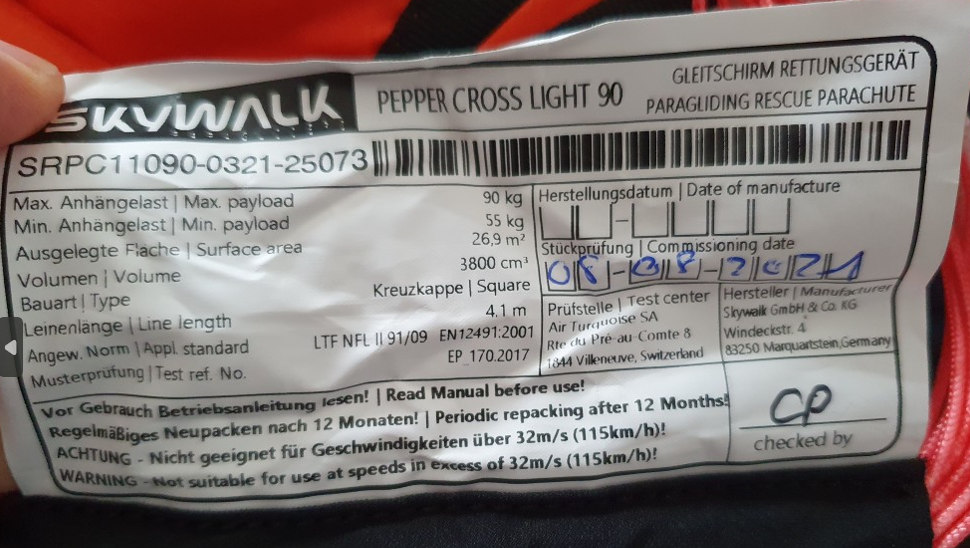 SKYWALK
PEPPER CROSS LIGHT 90
GLEITSCHIRM RETTUNGSGERÄT
PARAGLIDING RESCUE PARACHUTE
SRPC11090-0321-25073
Max. Anhängelast | Max. payload 90 kg
Min. Anhängelast | Min. payload 55 kg
Ausgelegte Fläche | Surface area 26,9 m²
Volumen | Volume 3800 cm³
Bauart | Type Kreuzkappe | Square
Leinenlänge | Line length 4.1 m
Angew. Norm | Appl. standard LTF NFL II 91/09 EN12491:2001
Musterprüfung | Test ref. No. EP_170.2017
Herstellungsdatum | Date of manufacture
Stückprüfung | Commissioning date
08-08-2021
Prüfstelle | Test center
Air Turquoise SA
Rte du Pré-au-Comte 8
1844 Villeneuve, Switzerland
Hersteller | Manufacturer
Skywalk GmbH & Co. KG
Windeckstr. 4
83250 Marquartstein,Germany
Vor Gebrauch Betriebsanleitung lesen! | Read Manual before use!
Regelmäßiges Neupacken nach 12 Monaten! | Periodic repacking after 12 Months!
ACHTUNG - Nicht geeignet für Geschwindigkeiten über 32m/s (115km/h)!
WARNING - Not suitable for use at speeds in excess of 32m/s (115km/h)!
CP
checked by